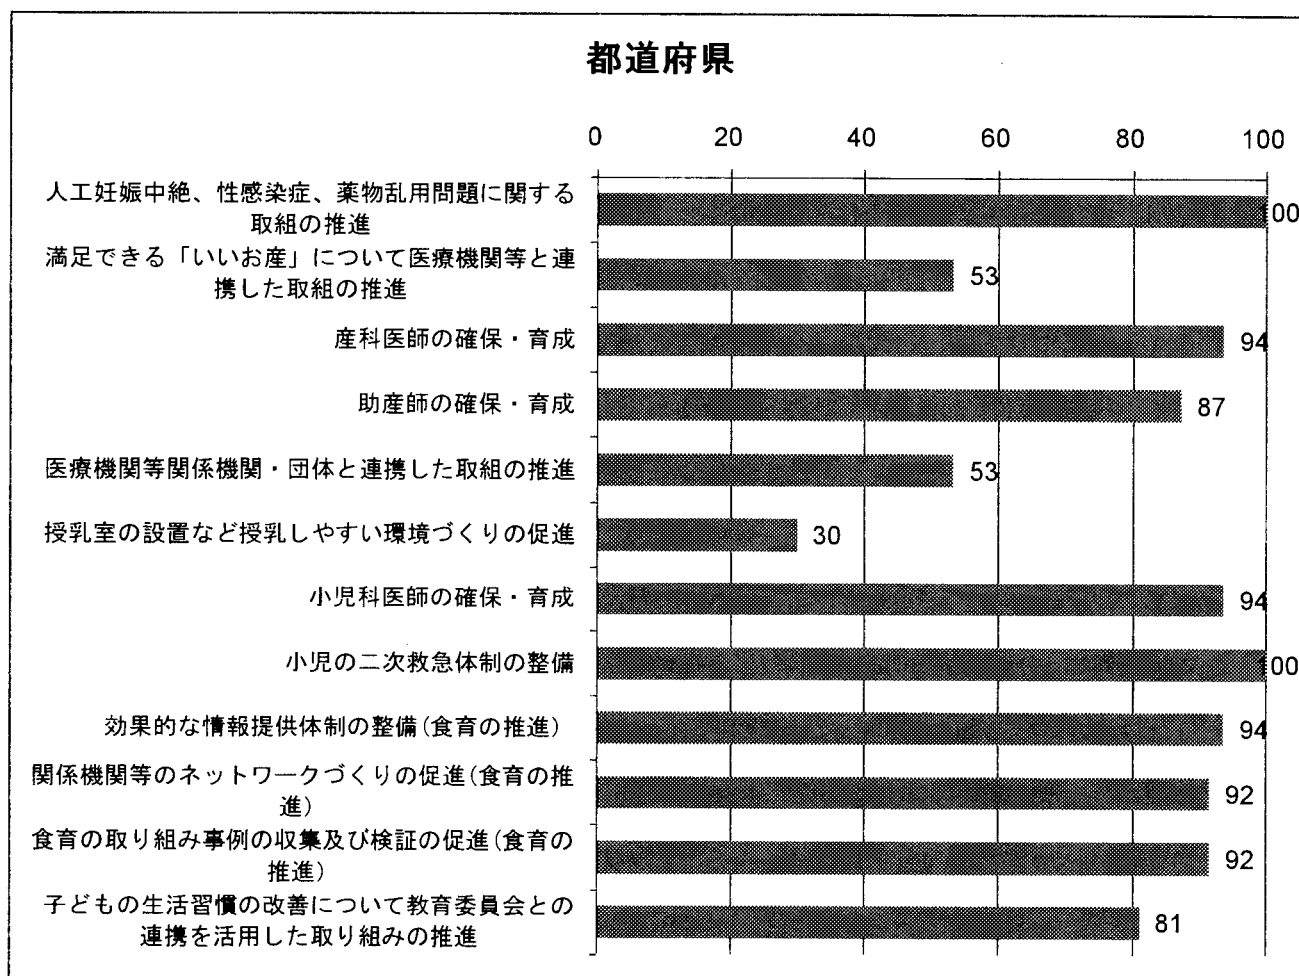 都道府県
0 20 40 60 80 100
人工妊娠中絶、性感染症、薬物乱用問題に関する
取組の推進
100
満足できる「いいお産」について医療機関等と連
携した取組の推進
53
産科医師の確保・育成
94
助産師の確保・育成
87
医療機関等関係機関・団体と連携した取組の推進
53
授乳室の設置など授乳しやすい環境づくりの促進
30
小児科医師の確保・育成
94
小児の二次救急体制の整備
100
効果的な情報提供体制の整備(食育の推進)
94
関係機関等のネットワークづくりの促進(食育の推
進)
92
食育の取り組み事例の収集及び検証の促進(食育の
推進)
92
子どもの生活習慣の改善について教育委員会との
連携を活用した取り組みの推進
81